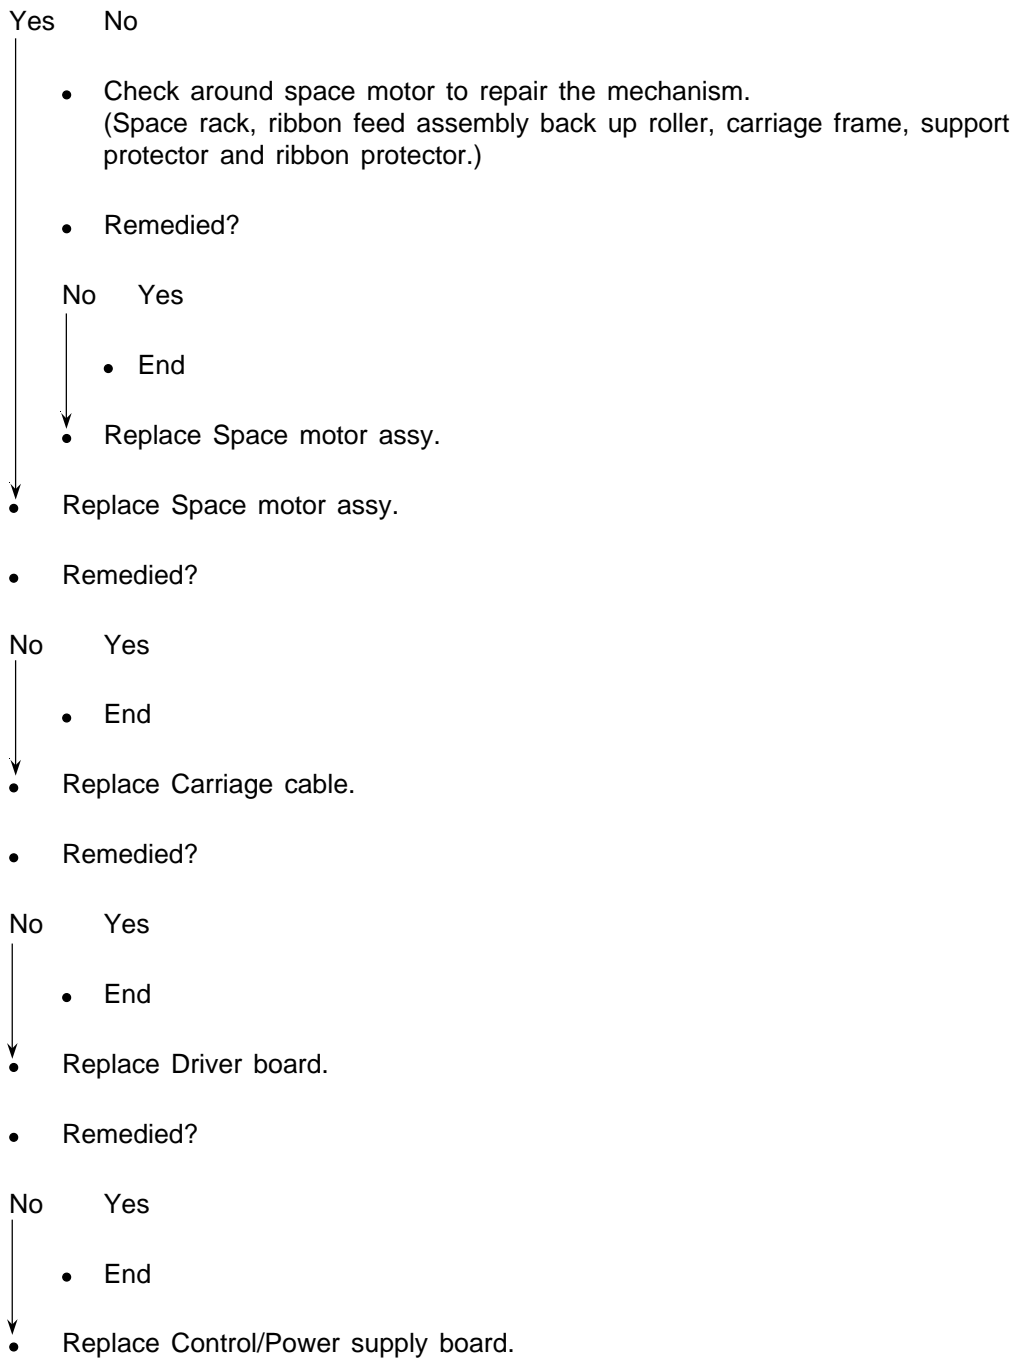 Yes No
• Check around space motor to repair the mechanism.
(Space rack, ribbon feed assembly back up roller, carriage frame, support
protector and ribbon protector.)
• Remedied?
No Yes
• End
• Replace Space motor assy.
• Replace Space motor assy.
• Remedied?
No Yes
• End
• Replace Carriage cable.
• Remedied?
No Yes
• End
• Replace Driver board.
• Remedied?
No Yes
• End
• Replace Control/Power supply board.